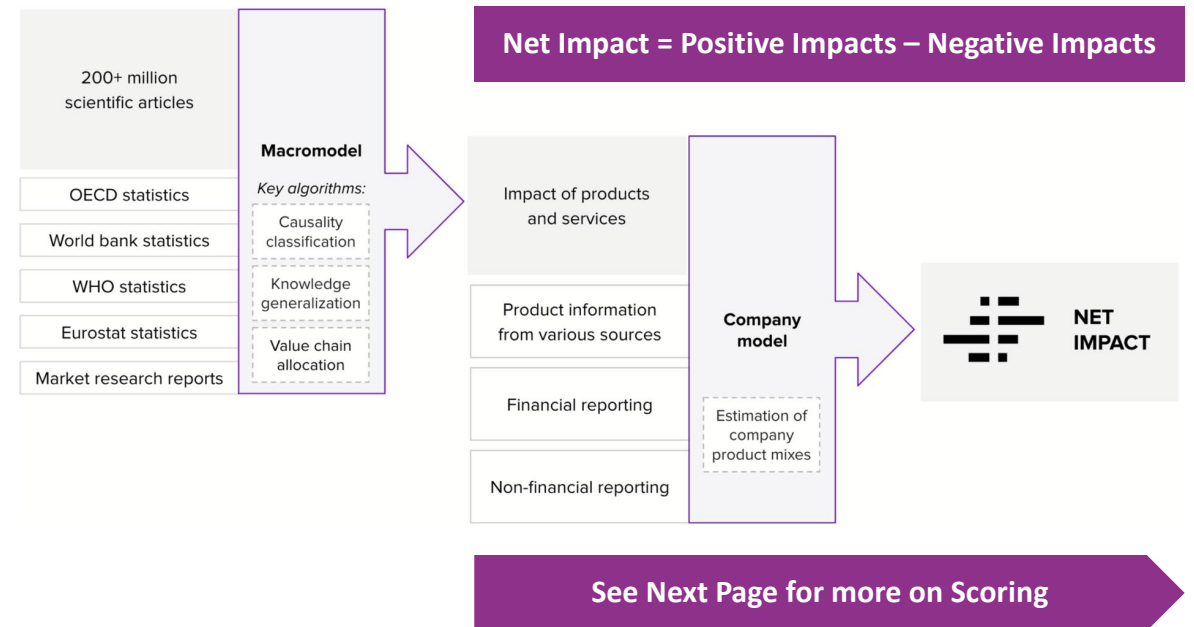 Net Impact = Positive Impacts – Negative Impacts
200+ million
scientific articles
OECD statistics
World bank statistics
WHO statistics
Eurostat statistics
Market research reports
Macromodel
Key algorithms:
Causality
classification
Knowledge
generalization
Value chain
allocation
Impact of products
and services
Product information
from various sources
Financial reporting
Non-financial reporting
Company
model
Estimation of
company
product mixes
NET
IMPACT
See Next Page for more on Scoring